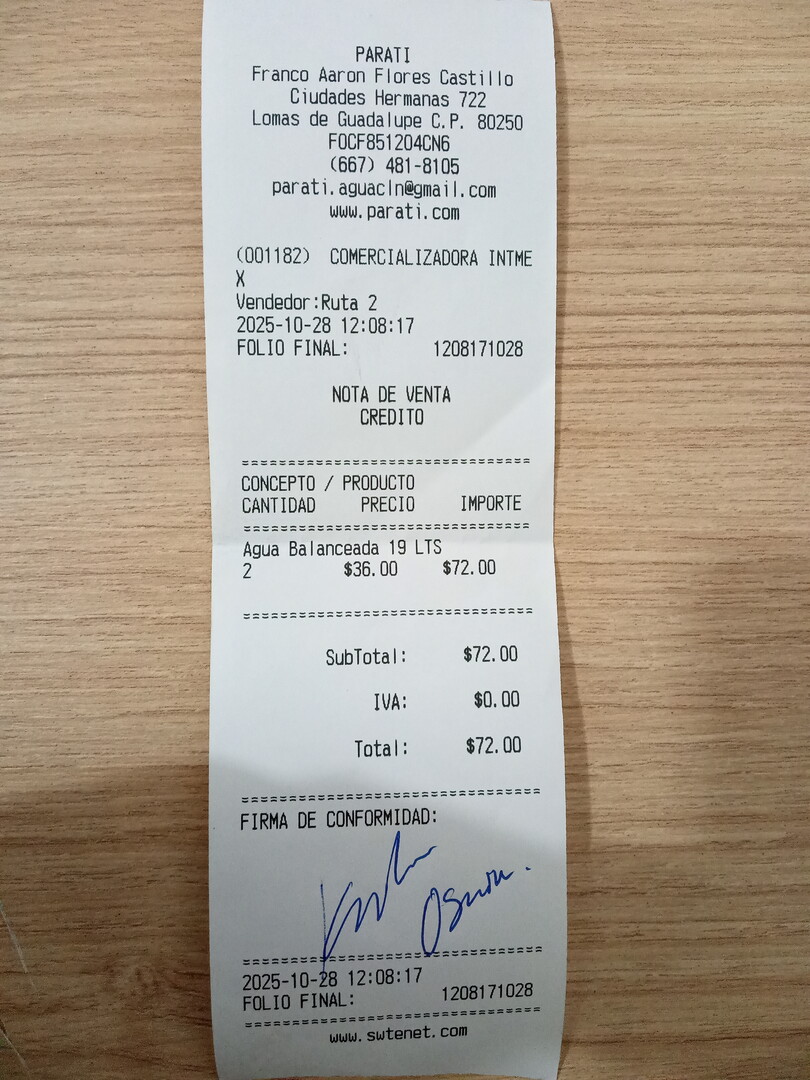 PARATI
Franco Aaron Flores Castillo
Ciudades Hermanas 722
Lomas de Guadalupe C.P. 80250
FOCF851204CN6
(667) 481-8105
parati.aguacln@gmail.com
www.parati.com
(001182) COMERCIALIZADORA INTME
X
Vendedor:Ruta 2
2025-10-28 12:08:17
FOLIO FINAL: 1208171028
NOTA DE VENTA
CREDITO
==============================
CONCEPTO / PRODUCTO
CANTIDAD PRECIO IMPORTE
==============================
Agua Balanceada 19 LTS
2 $36.00 $72.00
==============================
SubTotal: $72.00
IVA: $0.00
Total: $72.00
==============================
FIRMA DE CONFORMIDAD:
==============================
2025-10-28 12:08:17
FOLIO FINAL: 1208171028
==============================
www.swtenet.com